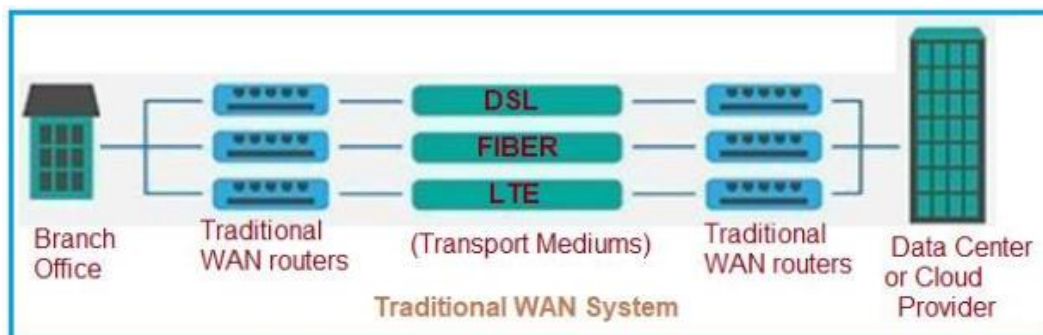 DSL
FIBER
LTE
Branch
Office
Traditional
WAN routers
(Transport Mediums)
Traditional
WAN routers
Data Center
or Cloud
Provider
Traditional WAN System